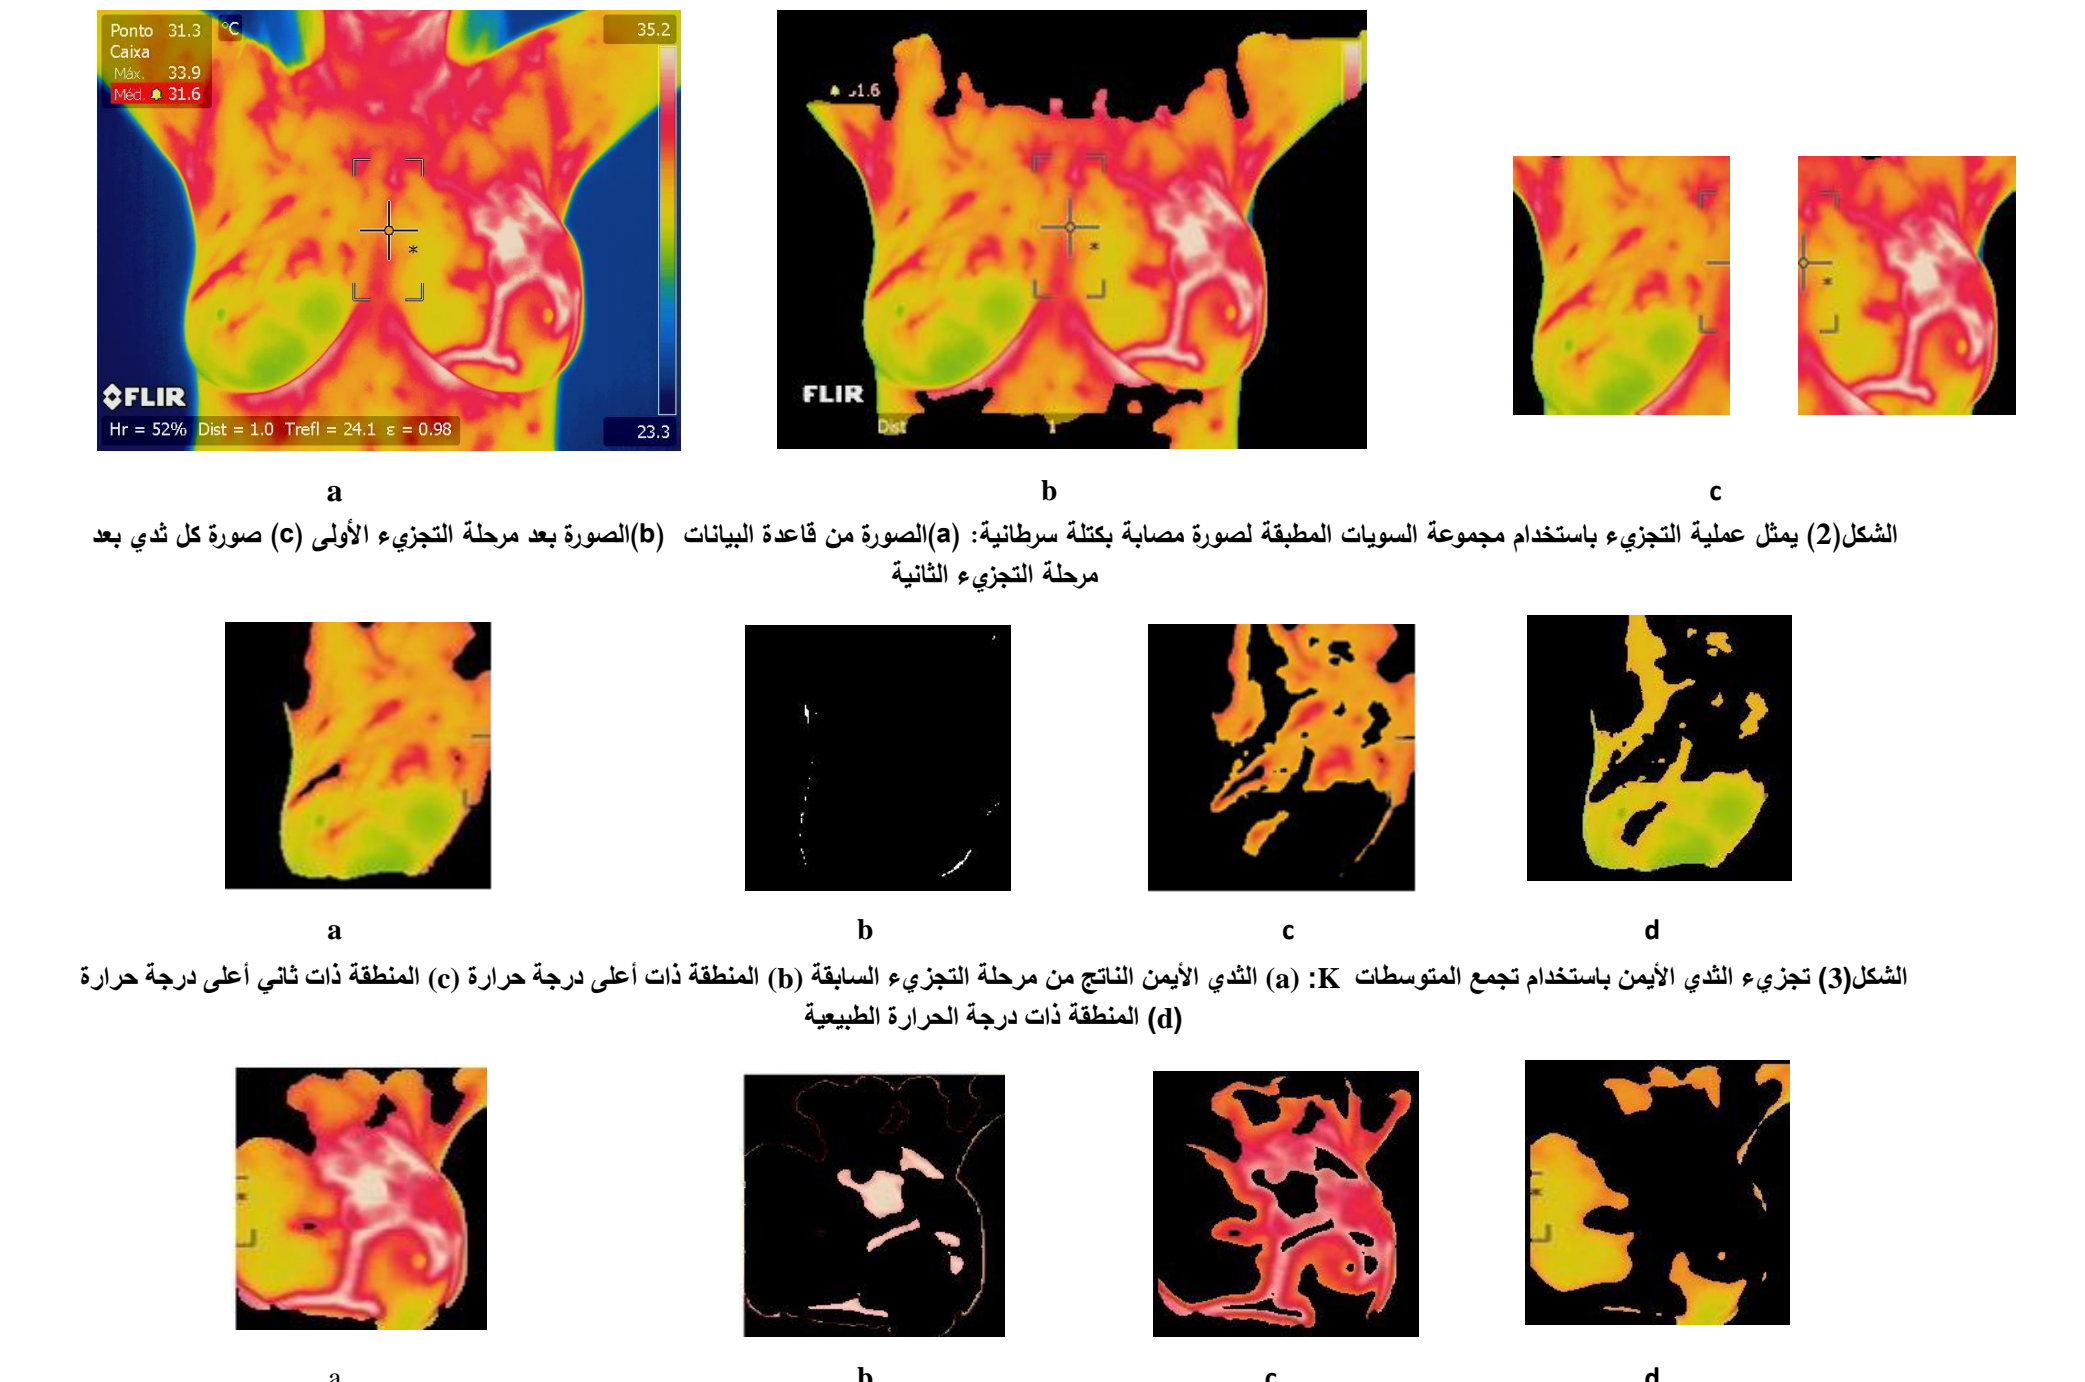 Ponto 31.3 °C 35.2
Caixa
Máx. 33.9
Méd. 31.6
31.6
*
*
*
FLIR
FLIR
Hr = 52% Dist = 1.0 Trefl = 24.1 ε = 0.98 23.3
Dist 1
a b c
الشكل(2) يمثل عملية التجزيء باستخدام مجموعة السويات المطبقة لصورة مصابة بكتلة سرطانية: (a)الصورة من قاعدة البيانات (b)الصورة بعد مرحلة التجزيء الأولى (c) صورة كل ثدي بعد
مرحلة التجزيء الثانية
a b c d
الشكل(3) تجزيء الثدي الأيمن باستخدام تجمع المتوسطات K: (a) الثدي الأيمن الناتج من مرحلة التجزيء السابقة (b) المنطقة ذات أعلى درجة حرارة (c) المنطقة ذات ثاني أعلى درجة حرارة
(d) المنطقة ذات درجة الحرارة الطبيعية
a b c d